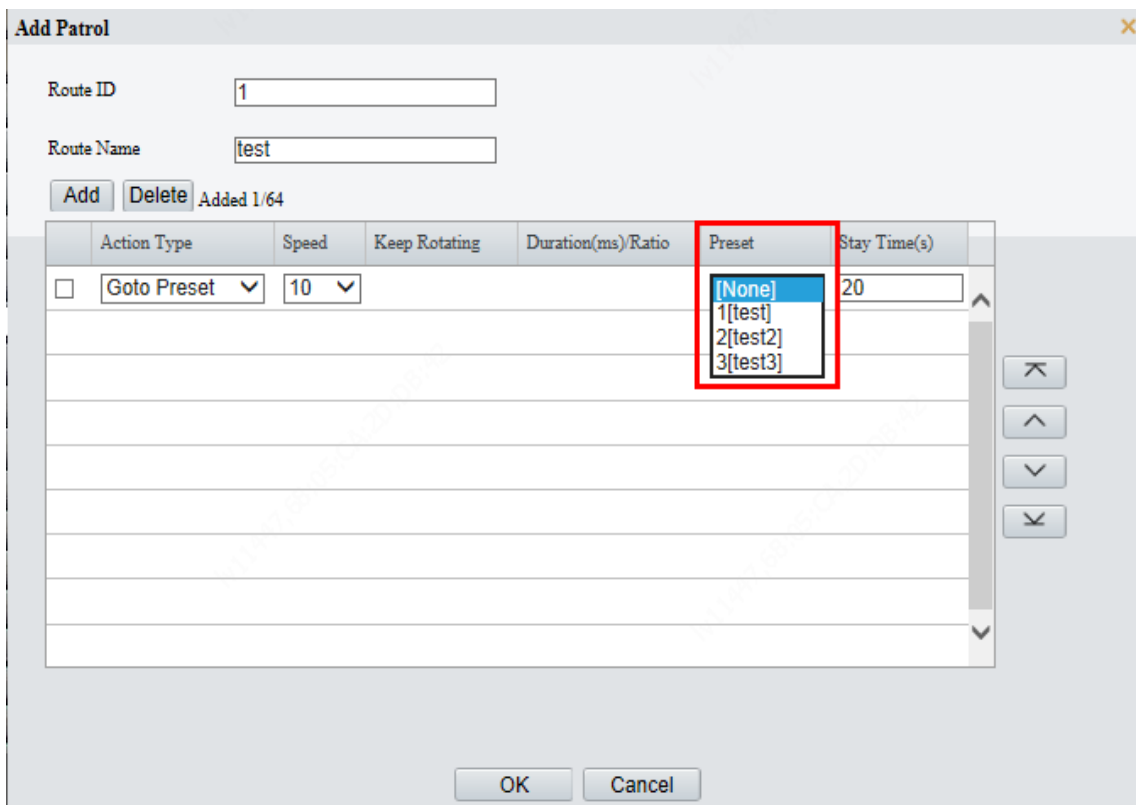 Add Patrol
Route ID
1
Route Name
test
Add Delete Added 1/64
Action Type Speed Keep Rotating Duration(ms)/Ratio Preset Stay Time(s)
Goto Preset 10 [None] 20
1[test]
2[test2]
3[test3]
OK Cancel